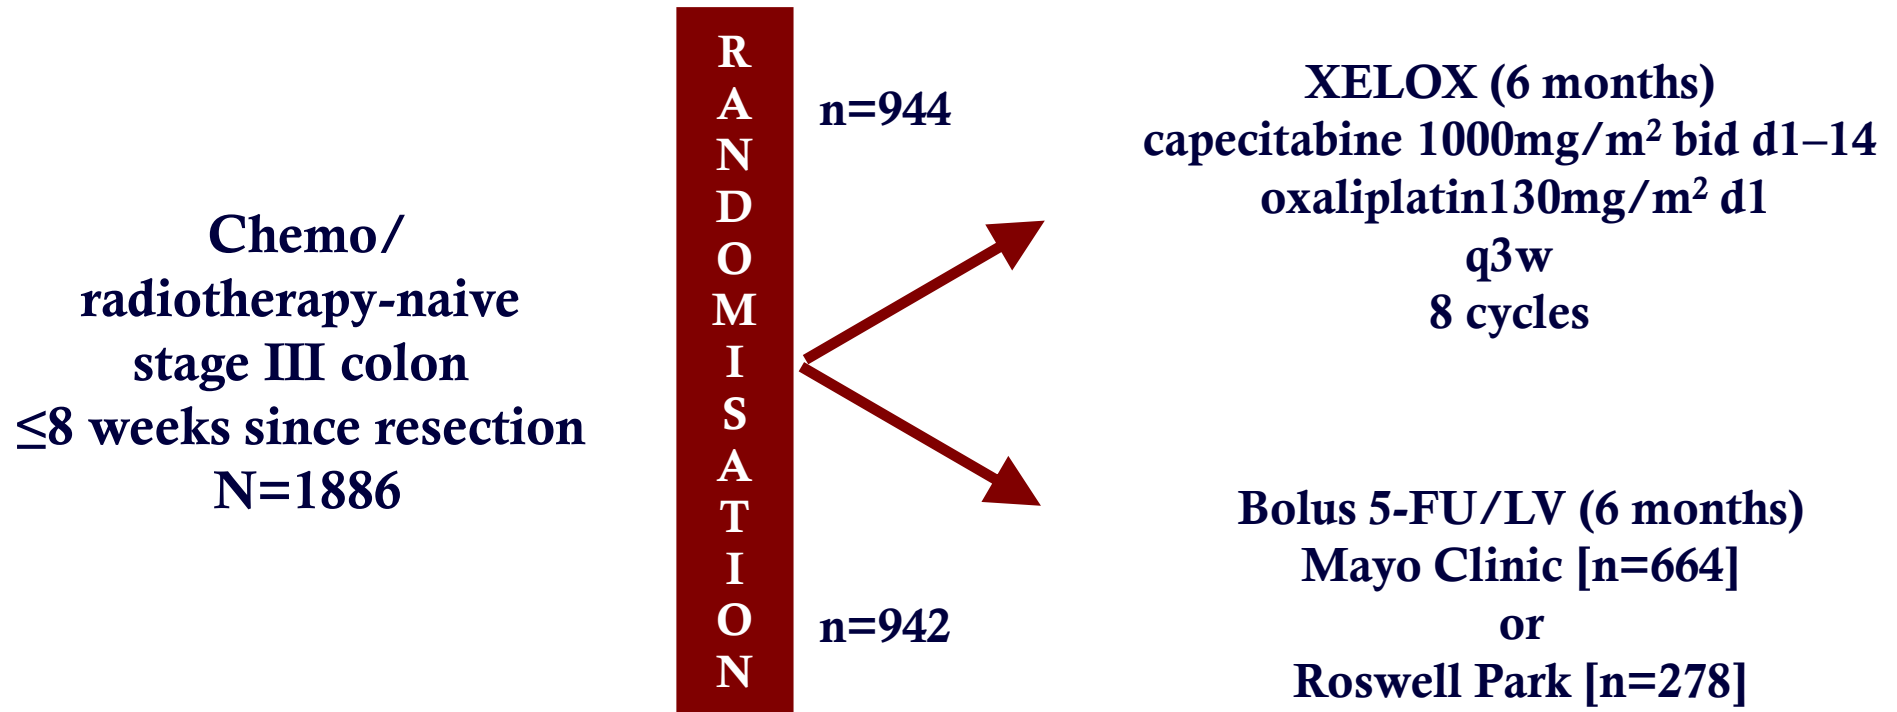 Chemo/
radiotherapy-naive
stage III colon
≤8 weeks since resection
N=1886
R
A
N
D
O
M
I
S
A
T
I
O
N
n=944
XELOX (6 months)
capecitabine 1000mg/m² bid d1–14
oxaliplatin130mg/m² d1
q3w
8 cycles
n=942
Bolus 5-FU/LV (6 months)
Mayo Clinic [n=664]
or
Roswell Park [n=278]